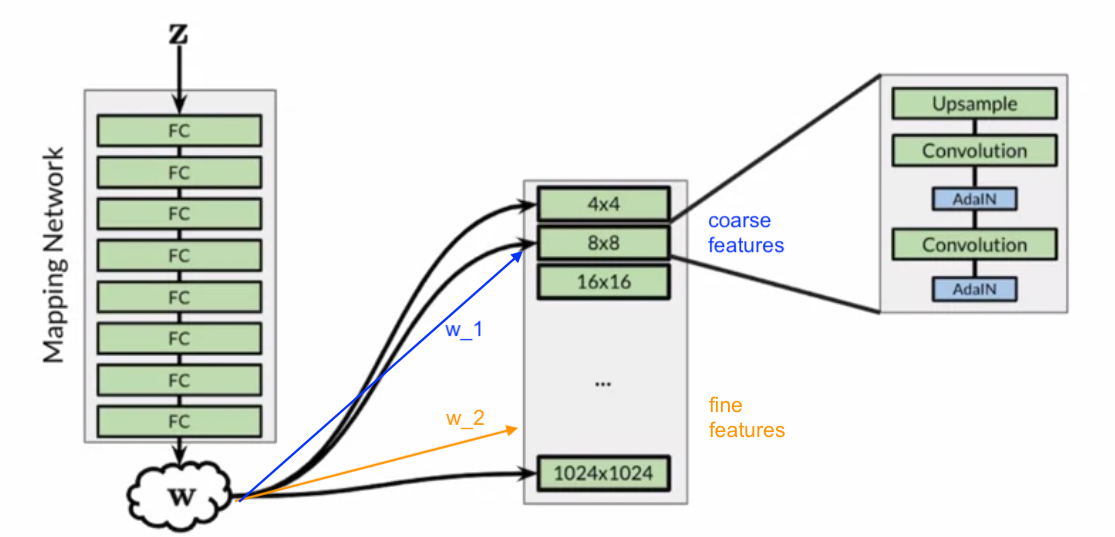 z
Mapping Network
FC
FC
FC
FC
FC
FC
FC
FC
w
w_1
w_2
4x4
8x8
16x16
...
1024x1024
coarse
features
fine
features
Upsample
Convolution
AdaIN
Convolution
AdaIN